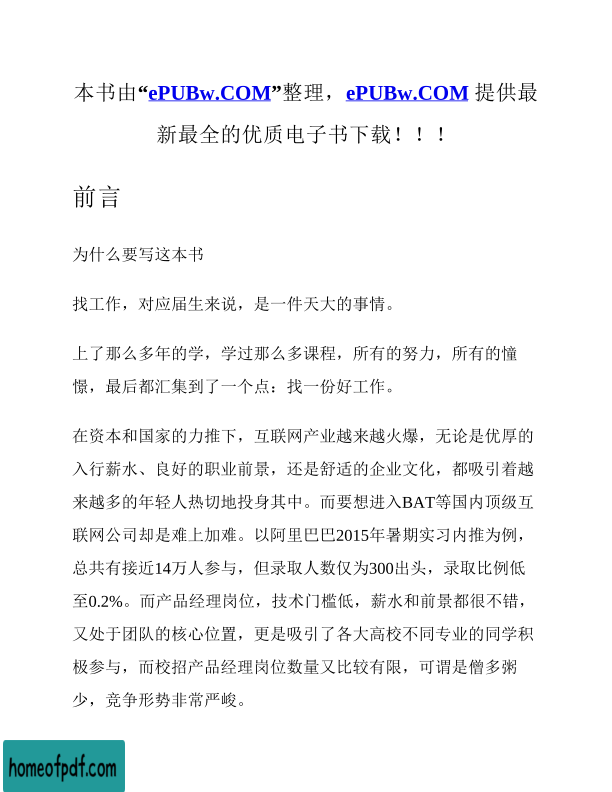 本书由“ePUBw.COM”整理，ePUBw.COM 提供最
新最全的优质电子书下载！！！
前言
为什么要写这本书
找工作，对应届生来说，是一件天大的事情。
上了那么多年的学，学过那么多课程，所有的努力，所有的憧
憬，最后都汇集到了一个点：找一份好工作。
在资本和国家的力推下，互联网产业越来越火爆，无论是优厚的
入行薪水、良好的职业前景，还是舒适的企业文化，都吸引着越
来越多的年轻人热切地投身其中。而要想进入BAT等国内顶级互
联网公司却是难上加难。以阿里巴巴2015年暑期实习内推为例，
总共有接近14万人参与，但录取人数仅为300出头，录取比例低
至0.2%。而产品经理岗位，技术门槛低，薪水和前景都很不错，
又处于团队的核心位置，更是吸引了各大高校不同专业的同学积
极参与，而校招产品经理岗位数量又比较有限，可谓是僧多粥
少，竞争形势非常严峻。
homeofpdf.com